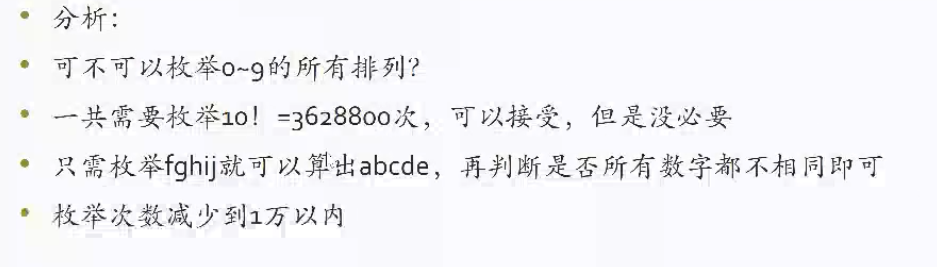 • 分析：
• 可不可以枚举0~9的所有排列？
• 一共需要枚举10！=3628800次，可以接受，但是没必要
• 只需枚举fghij就可以算出abcde，再判断是否所有数字都不相同即可
• 枚举次数减少到1万以内